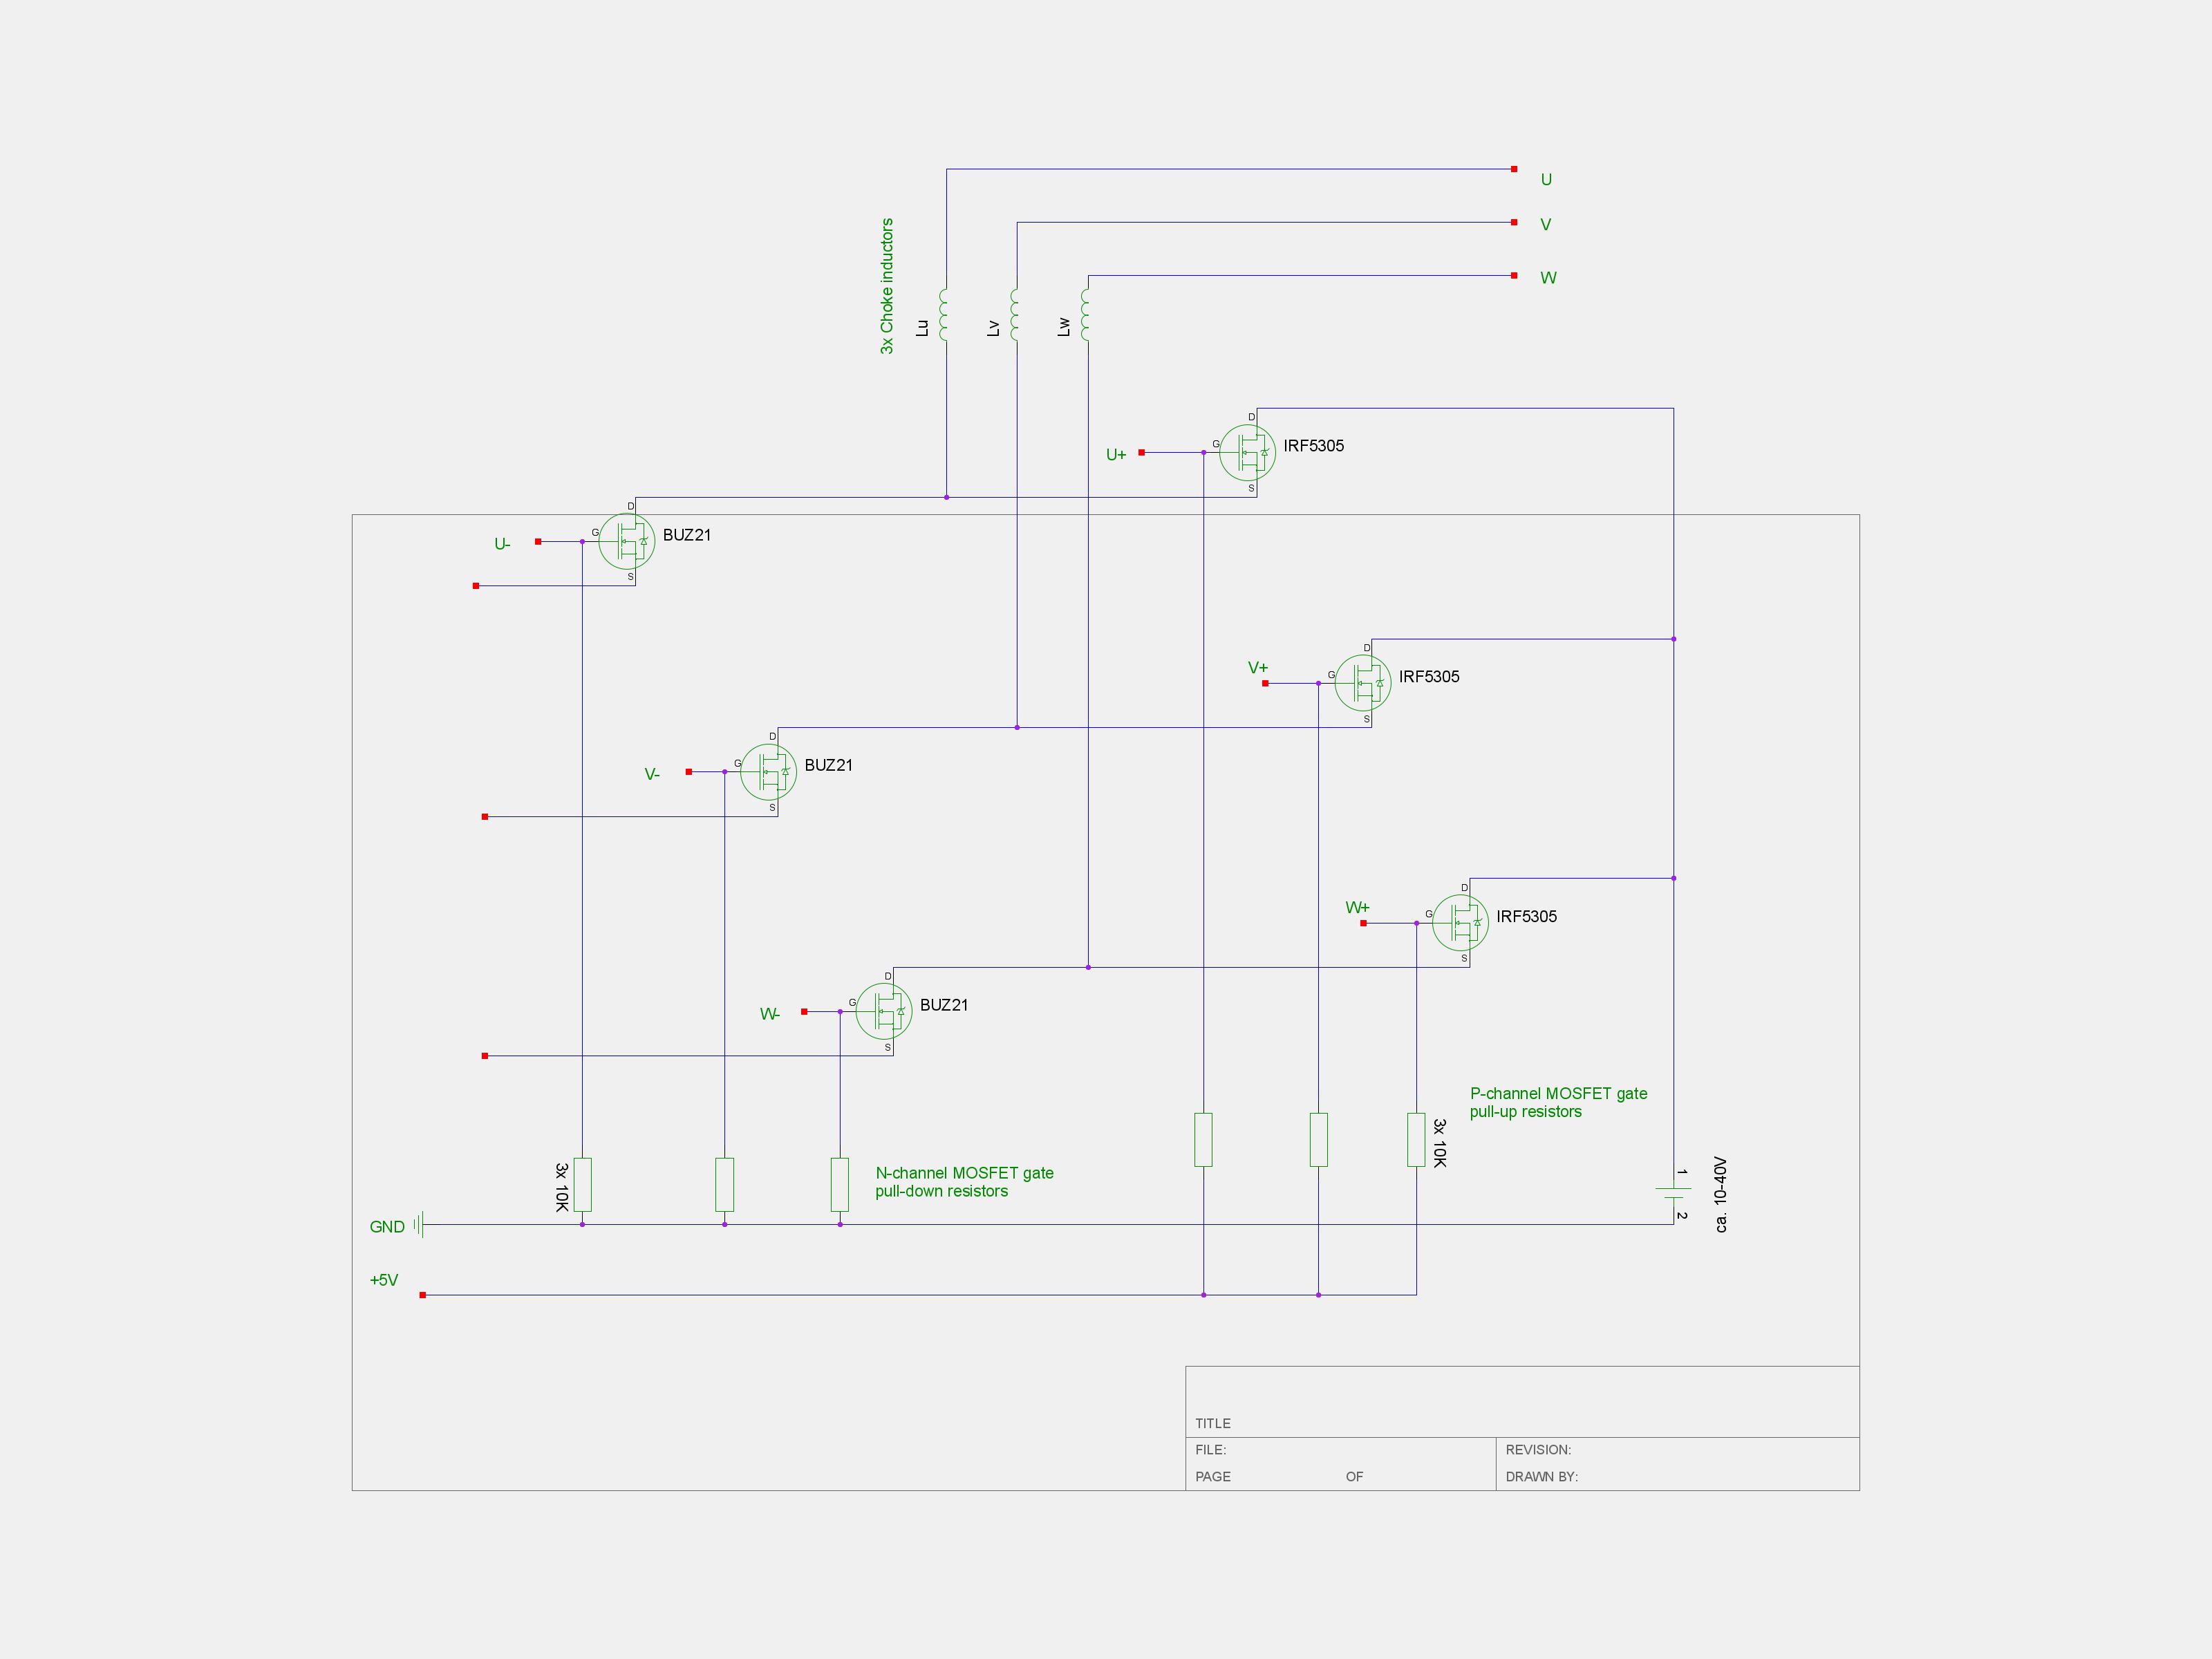 U
V
W
3x Choke inductors
Lu
Lv
Lw
D
G
S
U+
IRF5305
D
G
S
U-
BUZ21
D
G
S
V+
IRF5305
D
G
S
V-
BUZ21
D
G
S
W+
IRF5305
D
G
S
W-
BUZ21
P-channel MOSFET gate
pull-up resistors
3x 10K
N-channel MOSFET gate
pull-down resistors
3x 10K
1
2
ca. 10-40V
GND
+5V
TITLE
FILE:
REVISION:
PAGE OF
DRAWN BY: